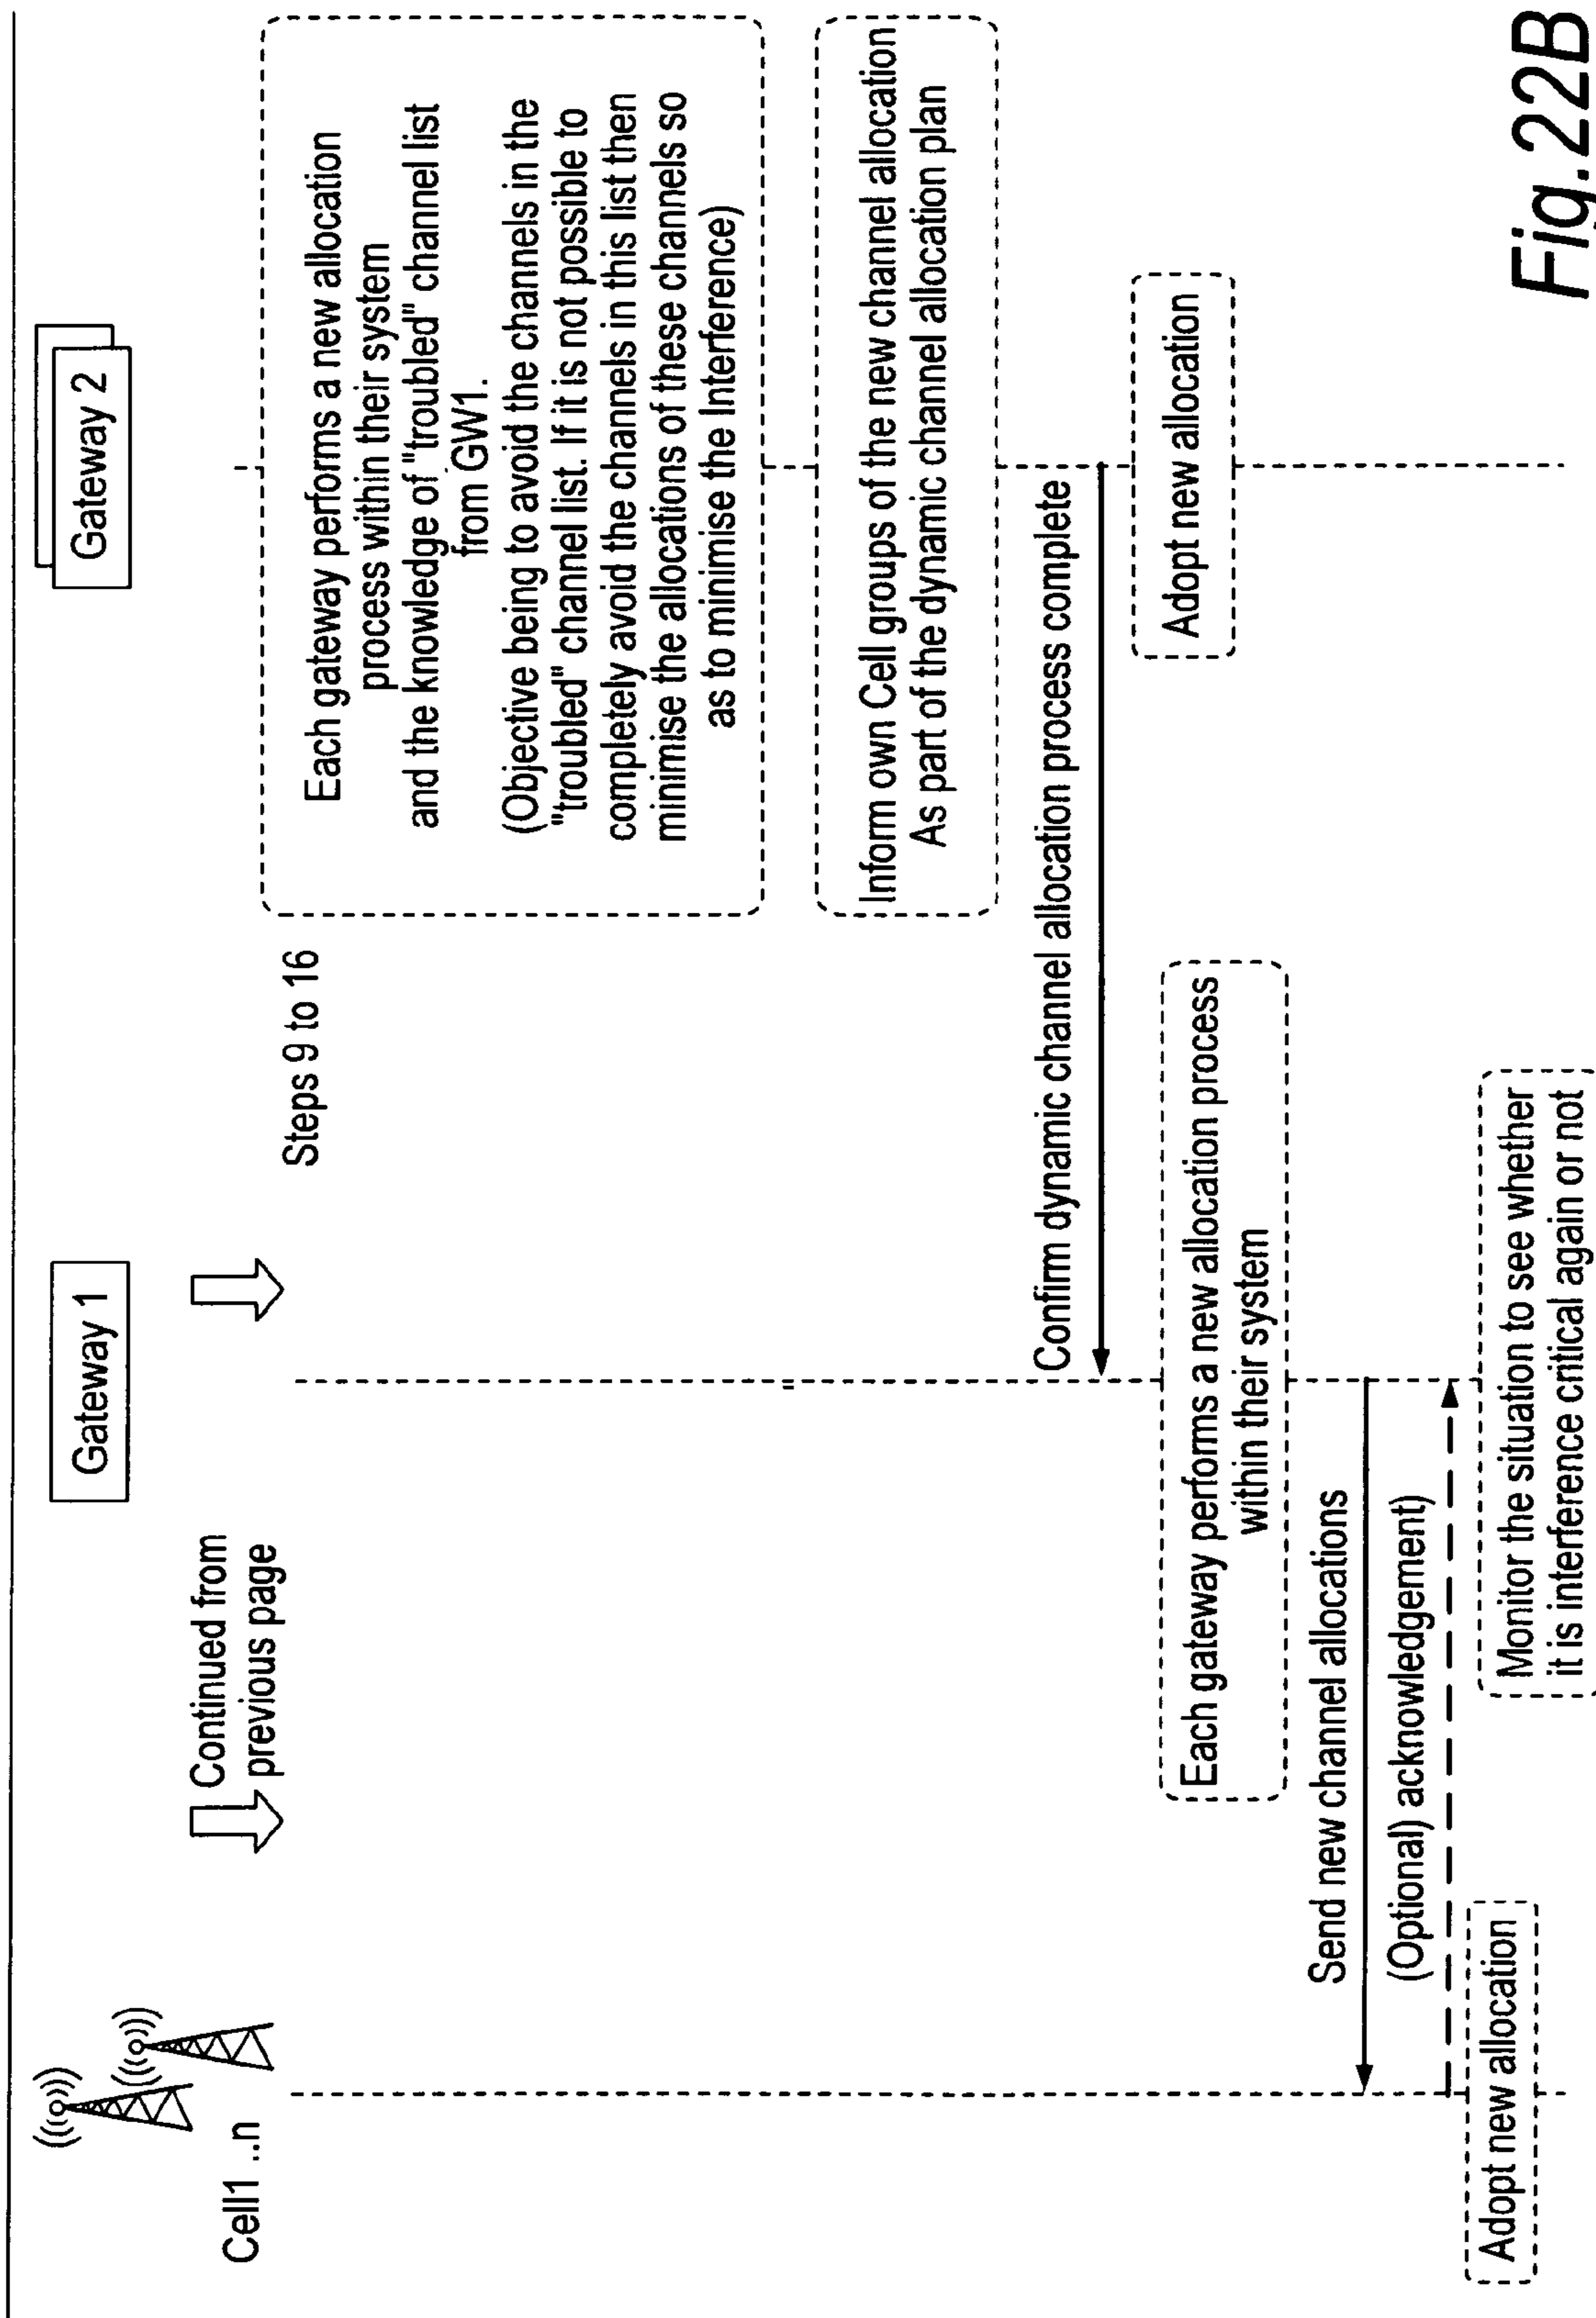 Cell1 ..n
Continued from
previous page
Gateway 1
Gateway 2
Steps 9 to 16
Each gateway performs a new allocation
process within their system
and the knowledge of "troubled" channel list
from GW1.
(Objective being to avoid the channels in the
"troubled" channel list. If it is not possible to
completely avoid the channels in this list then
minimise the allocations of these channels so
as to minimise the Interference)
Inform own Cell groups of the new channel allocation
As part of the dynamic channel allocation plan
Confirm dynamic channel allocation process complete
Adopt new allocation
Each gateway performs a new allocation process
within their system
Send new channel allocations
(Optional) acknowledgement)
Adopt new allocation
Monitor the situation to see whether
it is interference critical again or not
Fig.22B